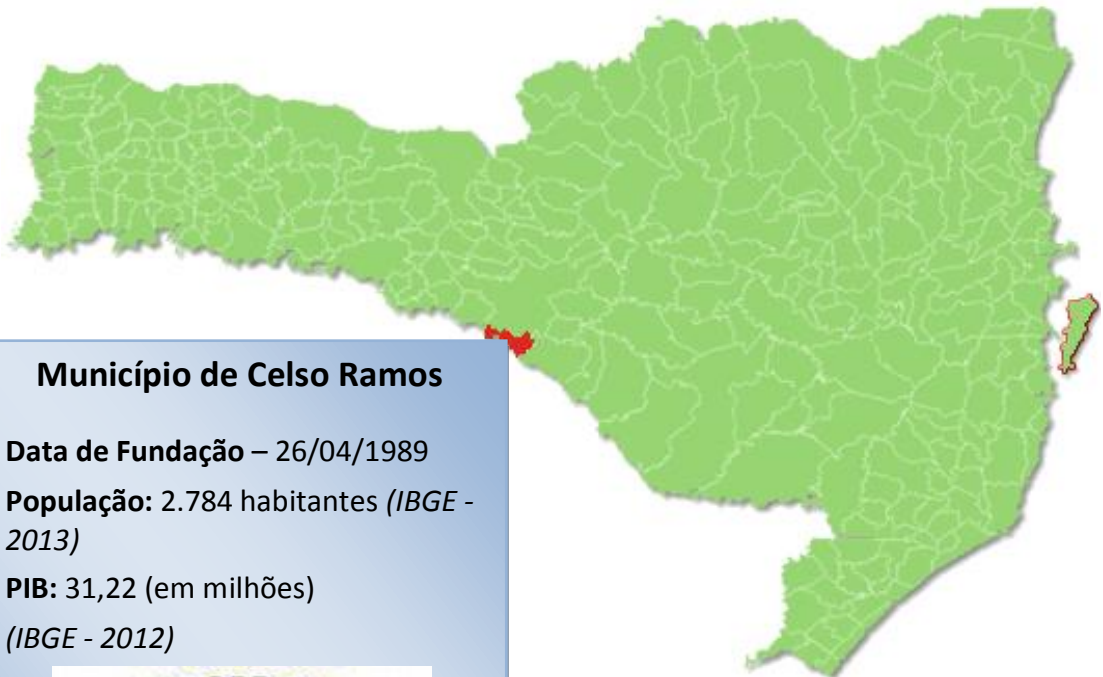 Município de Celso Ramos
Data de Fundação – 26/04/1989
População: 2.784 habitantes (IBGE -
2013)
PIB: 31,22 (em milhões)
(IBGE - 2012)